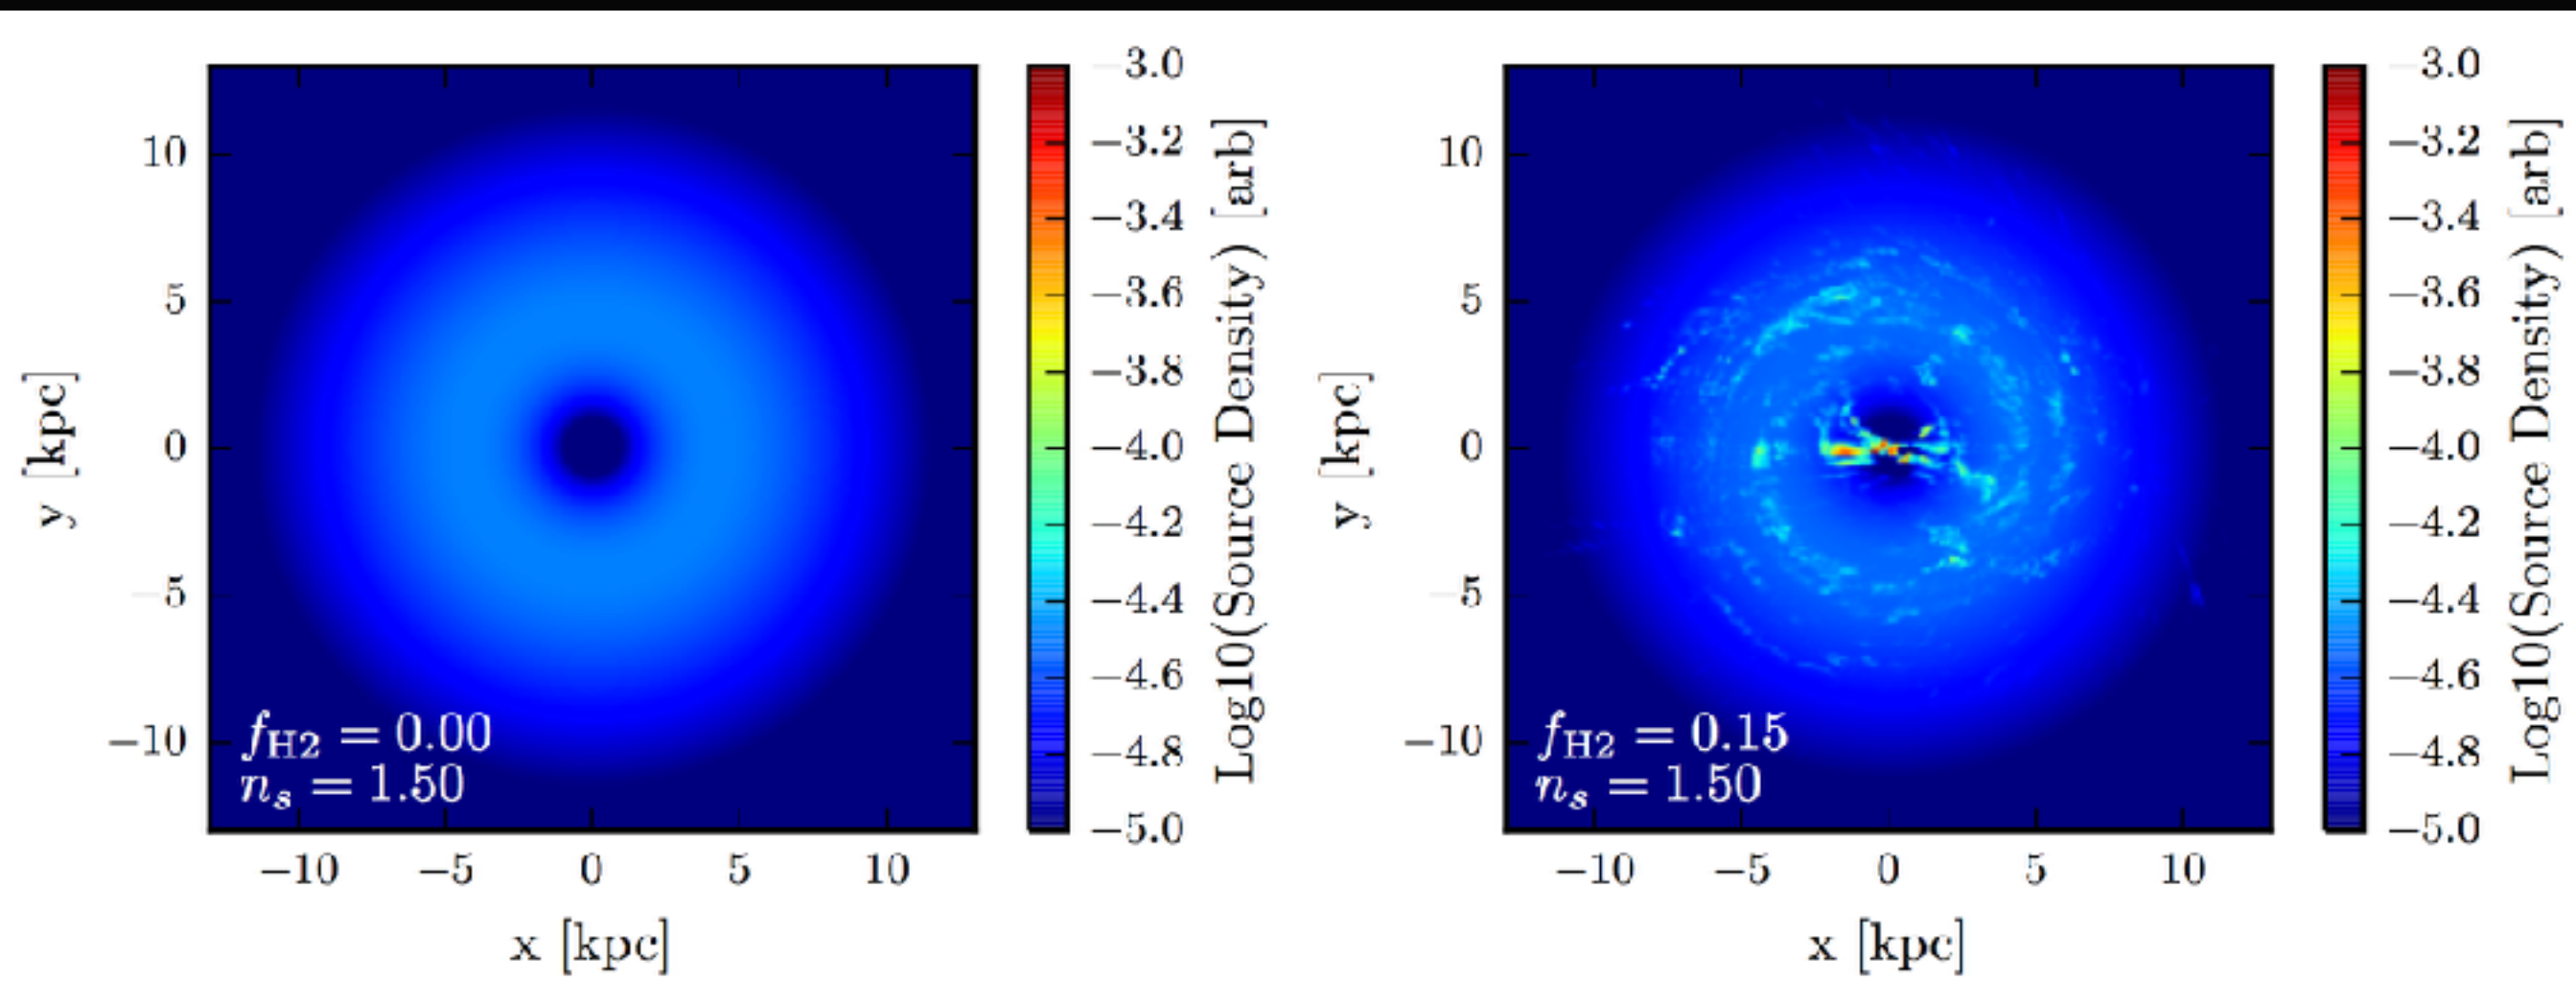 y [kpc]
10
5
0
−5
−10
−10 −5 0 5 10
x [kpc]
f_H2 = 0.00
n_s = 1.50
−3.0
−3.2
−3.4
−3.6
−3.8
−4.0
−4.2
−4.4
−4.6
−4.8
−5.0
Log10(Source Density) [arb]
y [kpc]
10
5
0
−5
−10
−10 −5 0 5 10
x [kpc]
f_H2 = 0.15
n_s = 1.50
−3.0
−3.2
−3.4
−3.6
−3.8
−4.0
−4.2
−4.4
−4.6
−4.8
−5.0
Log10(Source Density) [arb]